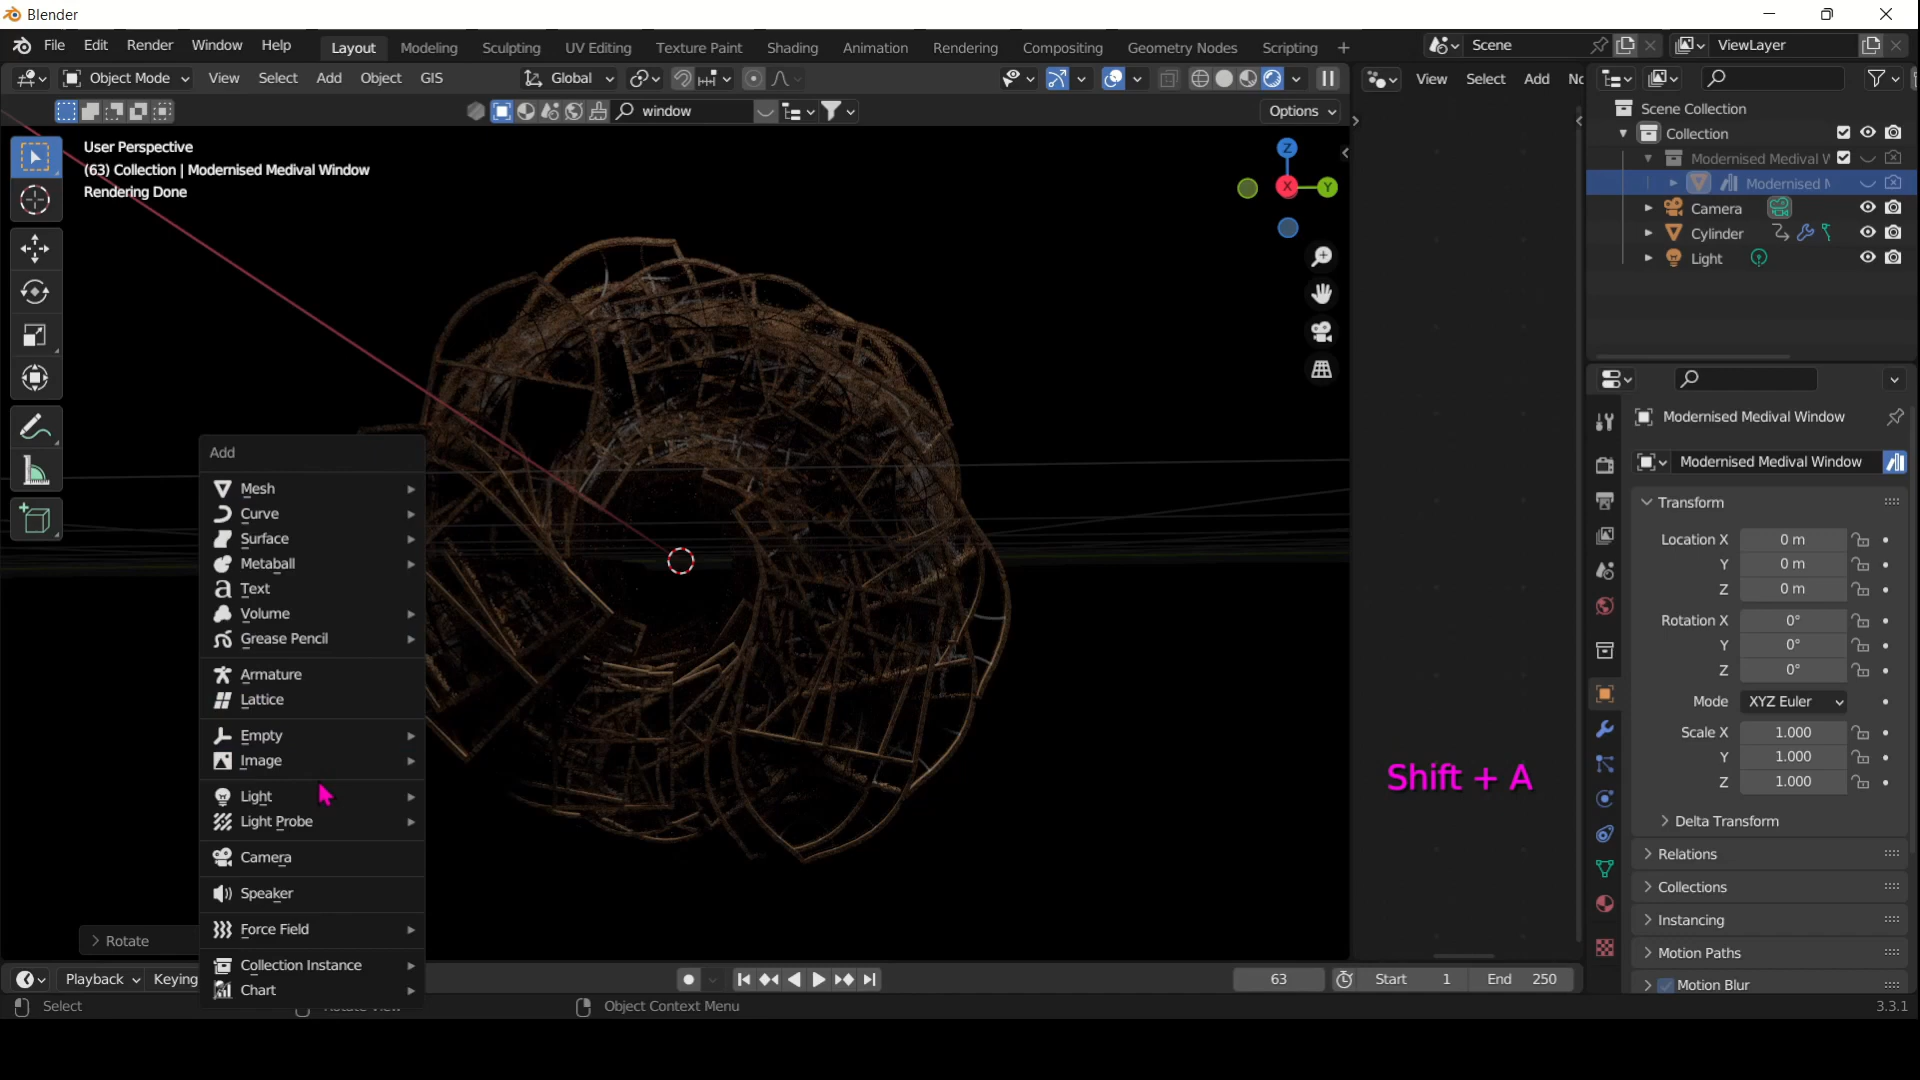 Blender
File Edit Render Window Help Layout Modeling Sculpting UV Editing Texture Paint Shading Animation Rendering Compositing Geometry Nodes Scripting + Scene ViewLayer
Object Mode View Select Add Object GIS Global View Select Add No
window Options
User Perspective
(63) Collection | Modernised Medival Window
Rendering Done
Z
X
Y
Scene Collection
Collection
Modernised Medival W
Modernised M
Camera
Cylinder
Light
Add
Mesh
Curve
Surface
Metaball
Text
Volume
Grease Pencil
Armature
Lattice
Empty
Image
Light
Light Probe
Camera
Speaker
Force Field
Collection Instance
Chart
Shift + A
Modernised Medival Window
Modernised Medival Window
Transform
Location X 0 m
Y 0 m
Z 0 m
Rotation X 0°
Y 0°
Z 0°
Mode XYZ Euler
Scale X 1.000
Y 1.000
Z 1.000
Delta Transform
Relations
Collections
Instancing
Motion Paths
Motion Blur
Rotate
Playback Keying 63 Start 1 End 250
Select Object Context Menu 3.3.1